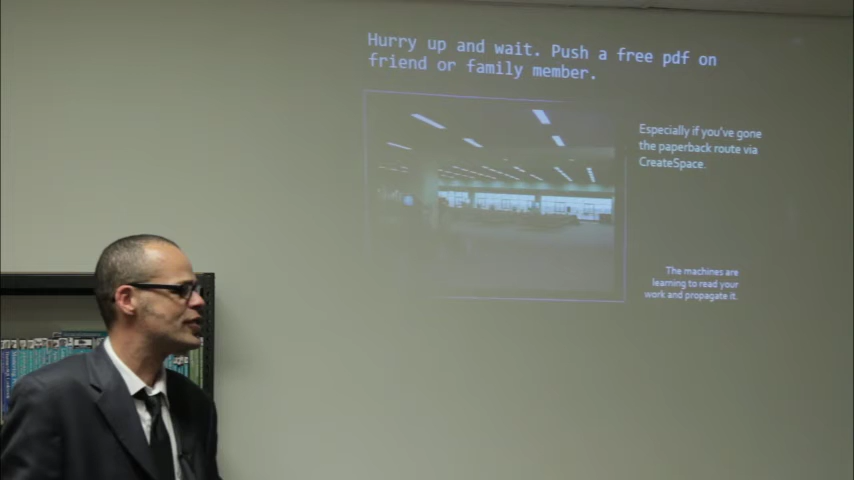 Hurry up and wait. Push a free pdf on
friend or family member.
Especially if you've gone
the paperback route via
CreateSpace.
The machines are
learning to read your
work and propagate it.